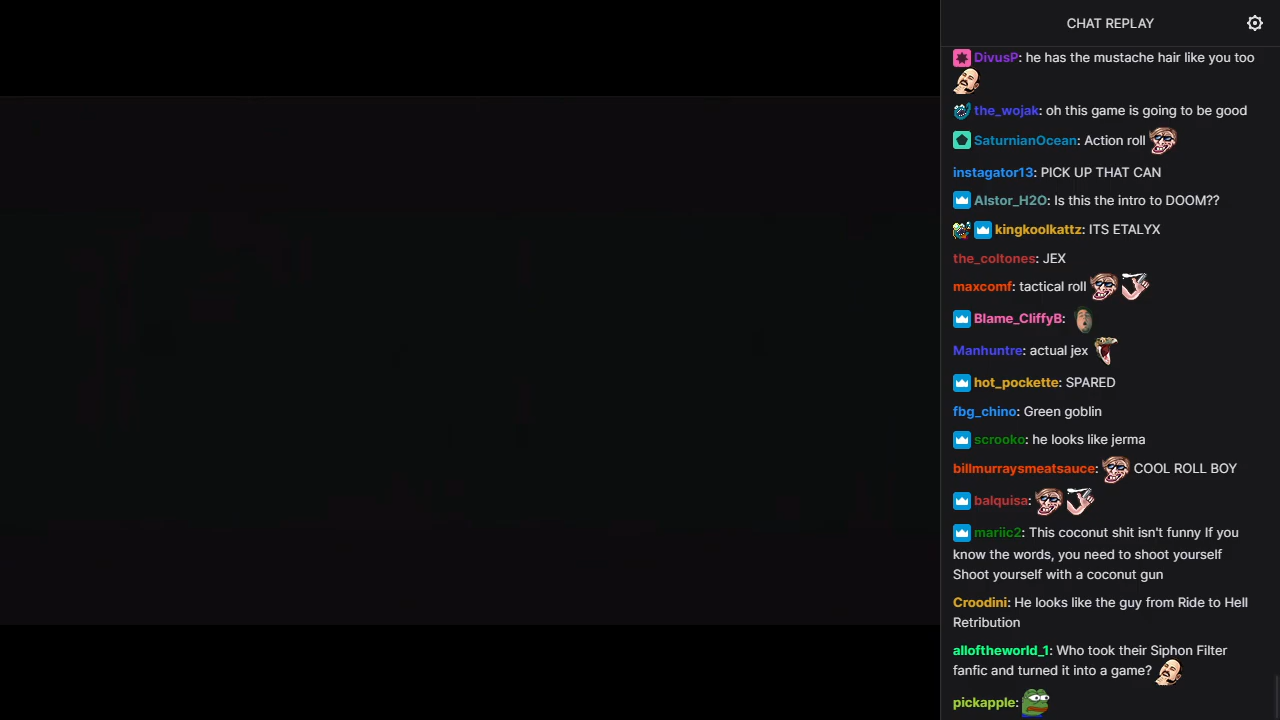 CHAT REPLAY
DivusP: he has the mustache hair like you too
the_wojak: oh this game is going to be good
SaturnianOcean: Action roll
instagator13: PICK UP THAT CAN
Alstor_H2O: Is this the intro to DOOM??
kingkoolkattz: ITS ETALYX
the_coltones: JEX
maxcomf: tactical roll
Blame_CliffyB:
Manhuntre: actual jex
hot_pockette: SPARED
fbg_chino: Green goblin
scrooko: he looks like jerma
billmurraysmeatsauce: COOL ROLL BOY
balquisa:
mariic2: This coconut shit isn't funny If you
know the words, you need to shoot yourself
Shoot yourself with a coconut gun
Croodini: He looks like the guy from Ride to Hell
Retribution
alloftheworld_1: Who took their Siphon Filter
fanfic and turned it into a game?
pickapple: